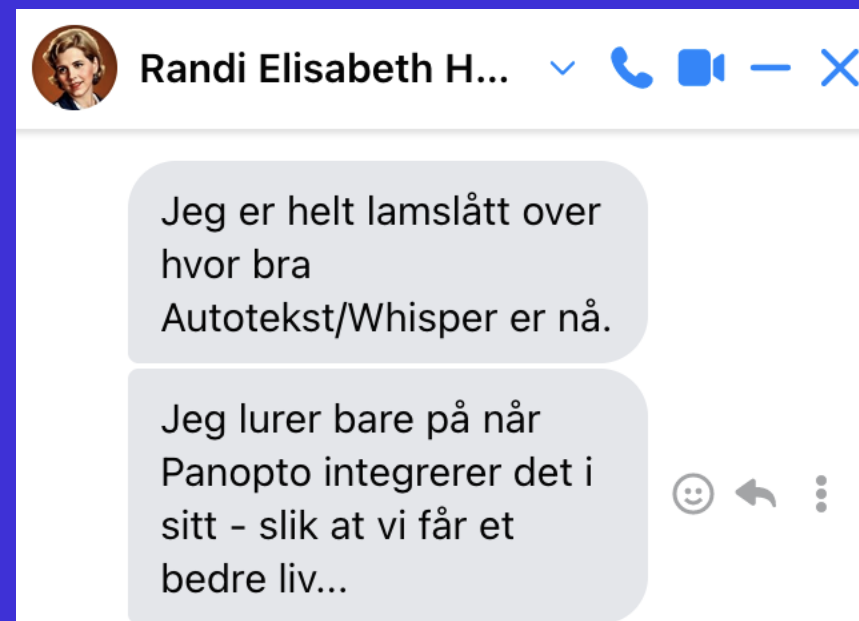 Randi Elisabeth H...
Jeg er helt lamslått over
hvor bra
Autotekst/Whisper er nå.
Jeg lurer bare på når
Panopto integrerer det i
sitt - slik at vi får et
bedre liv...